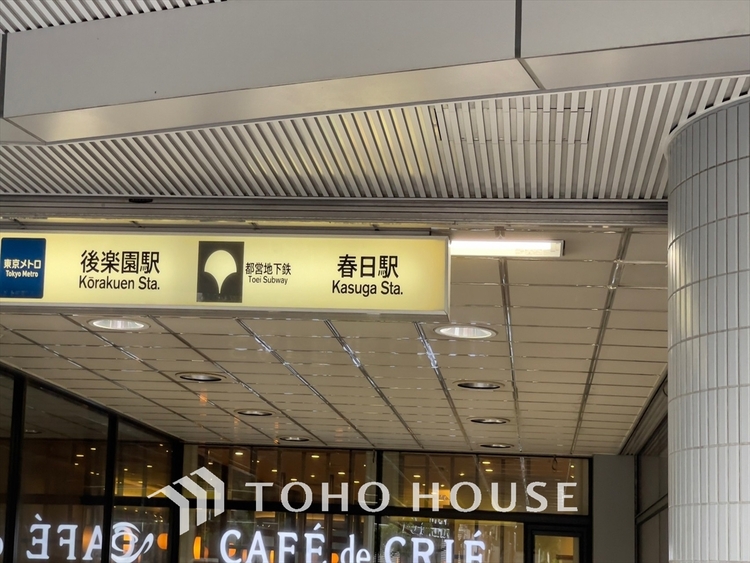 東京メトロ
Tokyo Metro
後楽園駅
Kōrakuen Sta.
都営地下鉄
Toei Subway
春日駅
Kasuga Sta.
TOHO HOUSE
CAFÉ
CAFÉ de CRIÉ